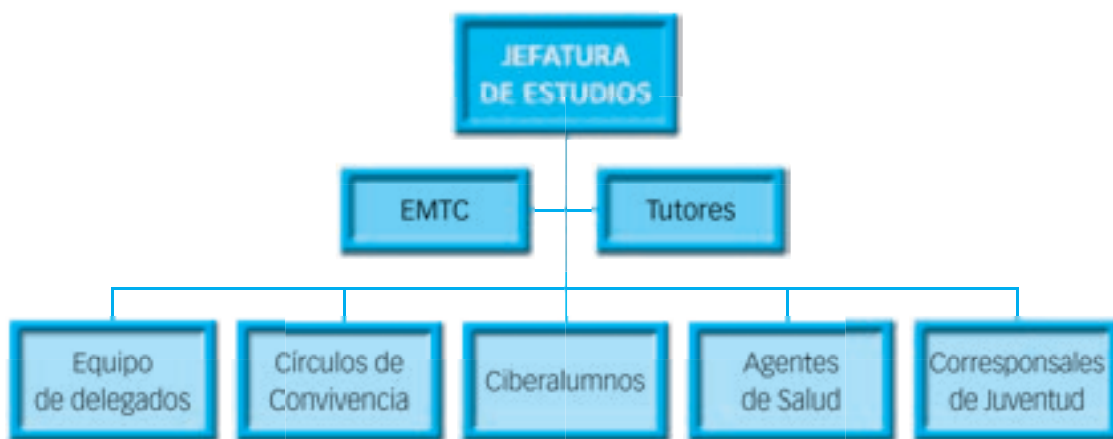 JEFATURA
DE ESTUDIOS
EMTC
Tutores
Equipo
de delegados
Círculos de
Convivencia
Ciberalumnos
Agentes
de Salud
Corresponsales
de Juventud